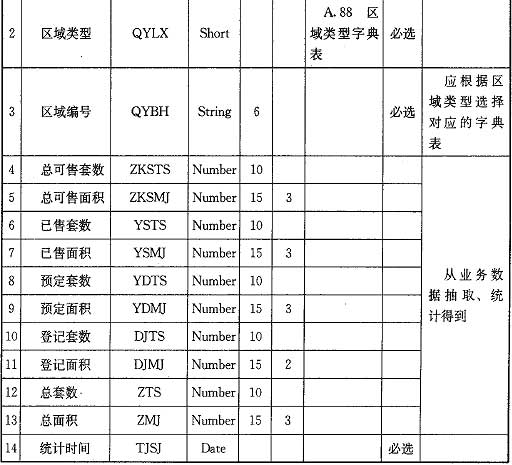 2 区域类型 QYLX Short A.88 区域类型字典表 必选
3 区域编号 QYBH String 6 必选 应根据区域类型选择对应的字典表
4 总可售套数 ZKSTS Number 10 从业务数据抽取、统计得到
5 总可售面积 ZKSMJ Number 15 3
6 已售套数 YSTS Number 10
7 已售面积 YSMJ Number 15 3
8 预定套数 YDTS Number 10
9 预定面积 YDMJ Number 15 3
10 登记套数 DJTS Number 10
11 登记面积 DJMJ Number 15 2
12 总套数 ZTS Number 10
13 总面积 ZMJ Number 15 3
14 统计时间 TJSJ Date 必选